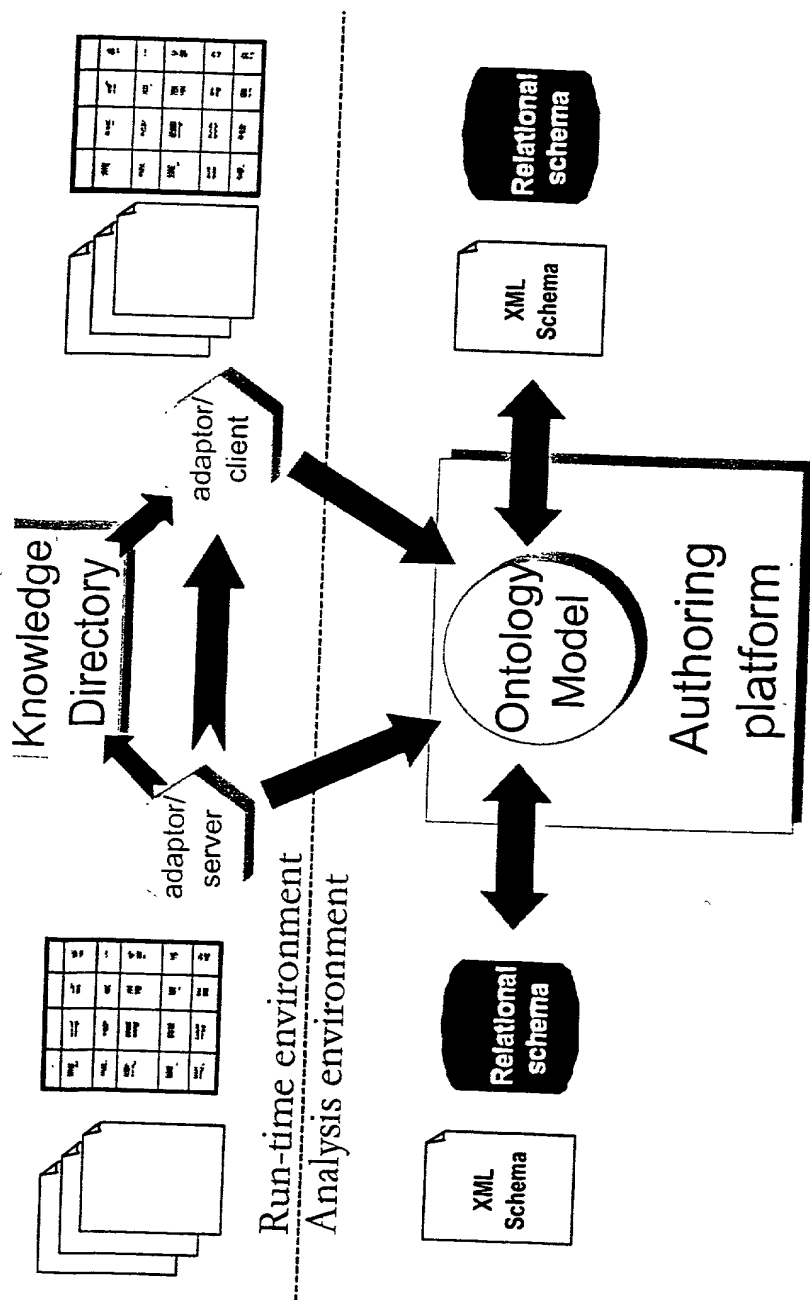 Knowledge
Directory
adaptor/
server
adaptor/
client
Run-time environment
Analysis environment
XML
Schema
Relational
schema
Ontology
Model
Authoring
platform
XML
Schema
Relational
schema